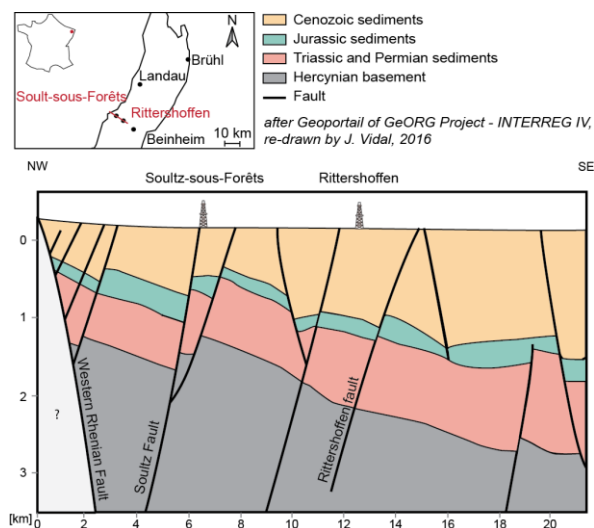 N
Brühl
Landau
Soult-sous-Forêts
Rittershoffen
Beinheim
10 km
Cenozoic sediments
Jurassic sediments
Triassic and Permian sediments
Hercynian basement
Fault
after Geoportail of GeORG Project - INTERREG IV,
re-drawn by J. Vidal, 2016
NW
Soultz-sous-Forêts
Rittershoffen
SE
0
1
2
3
?
Western Rhenian Fault
Soultz Fault
Rittershoffen fault
[km] 0 2 4 6 8 10 12 14 16 18 20